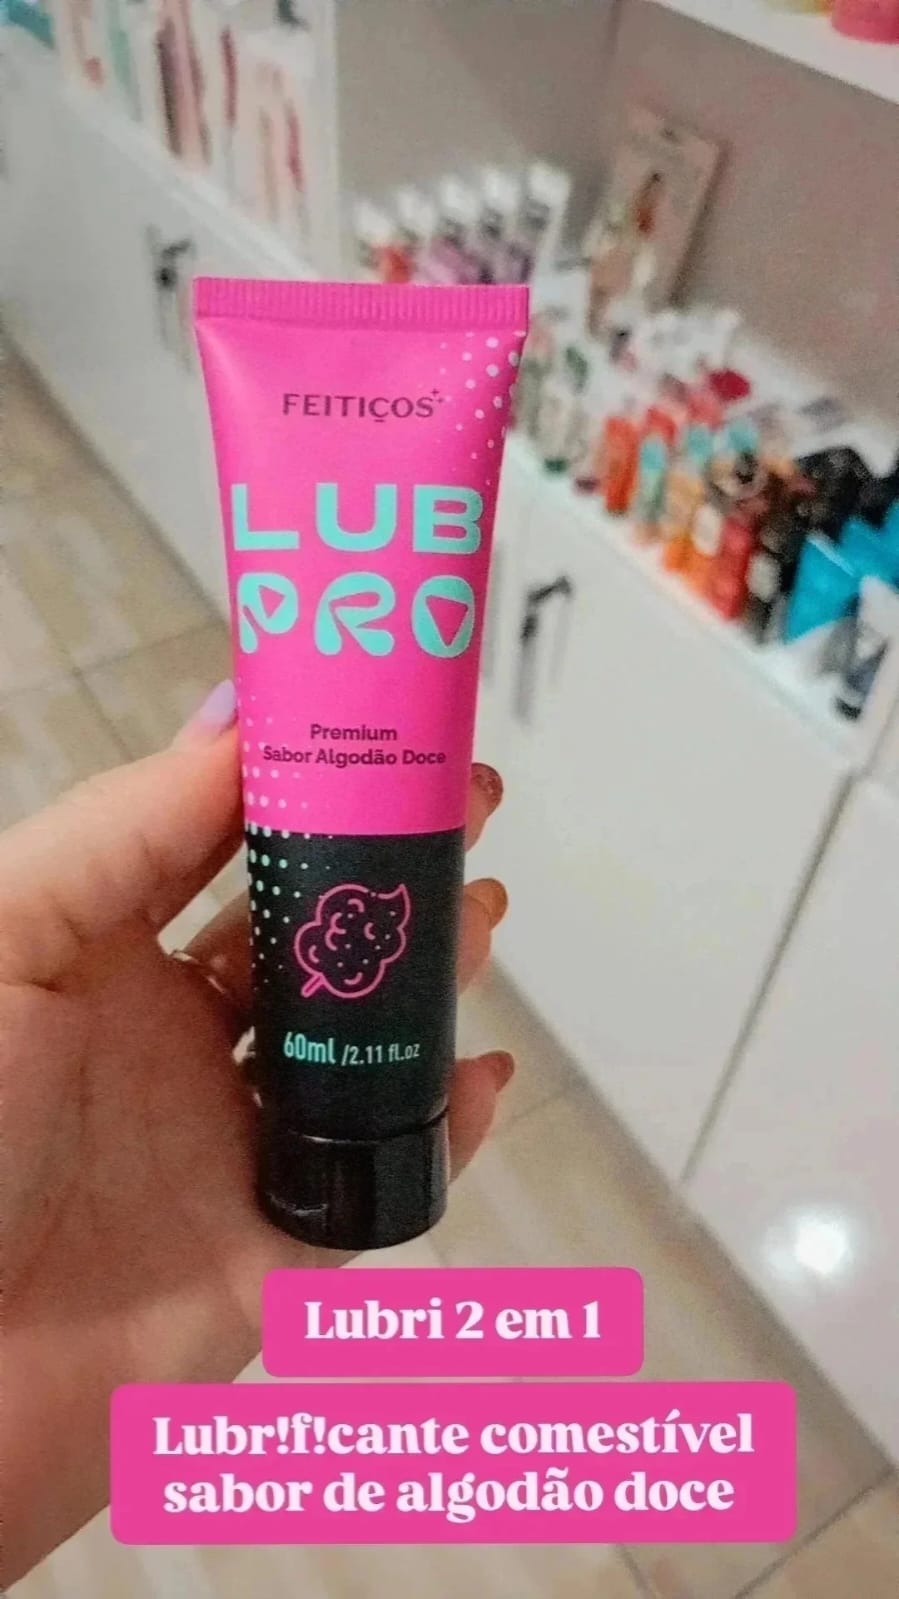 FEITIÇOS
LUB
PRO
Premium
Sabor Algodão Doce
60ml /2.11 fl.oz
Lubri 2 em 1
Lubr!f!cante comestível
sabor de algodão doce